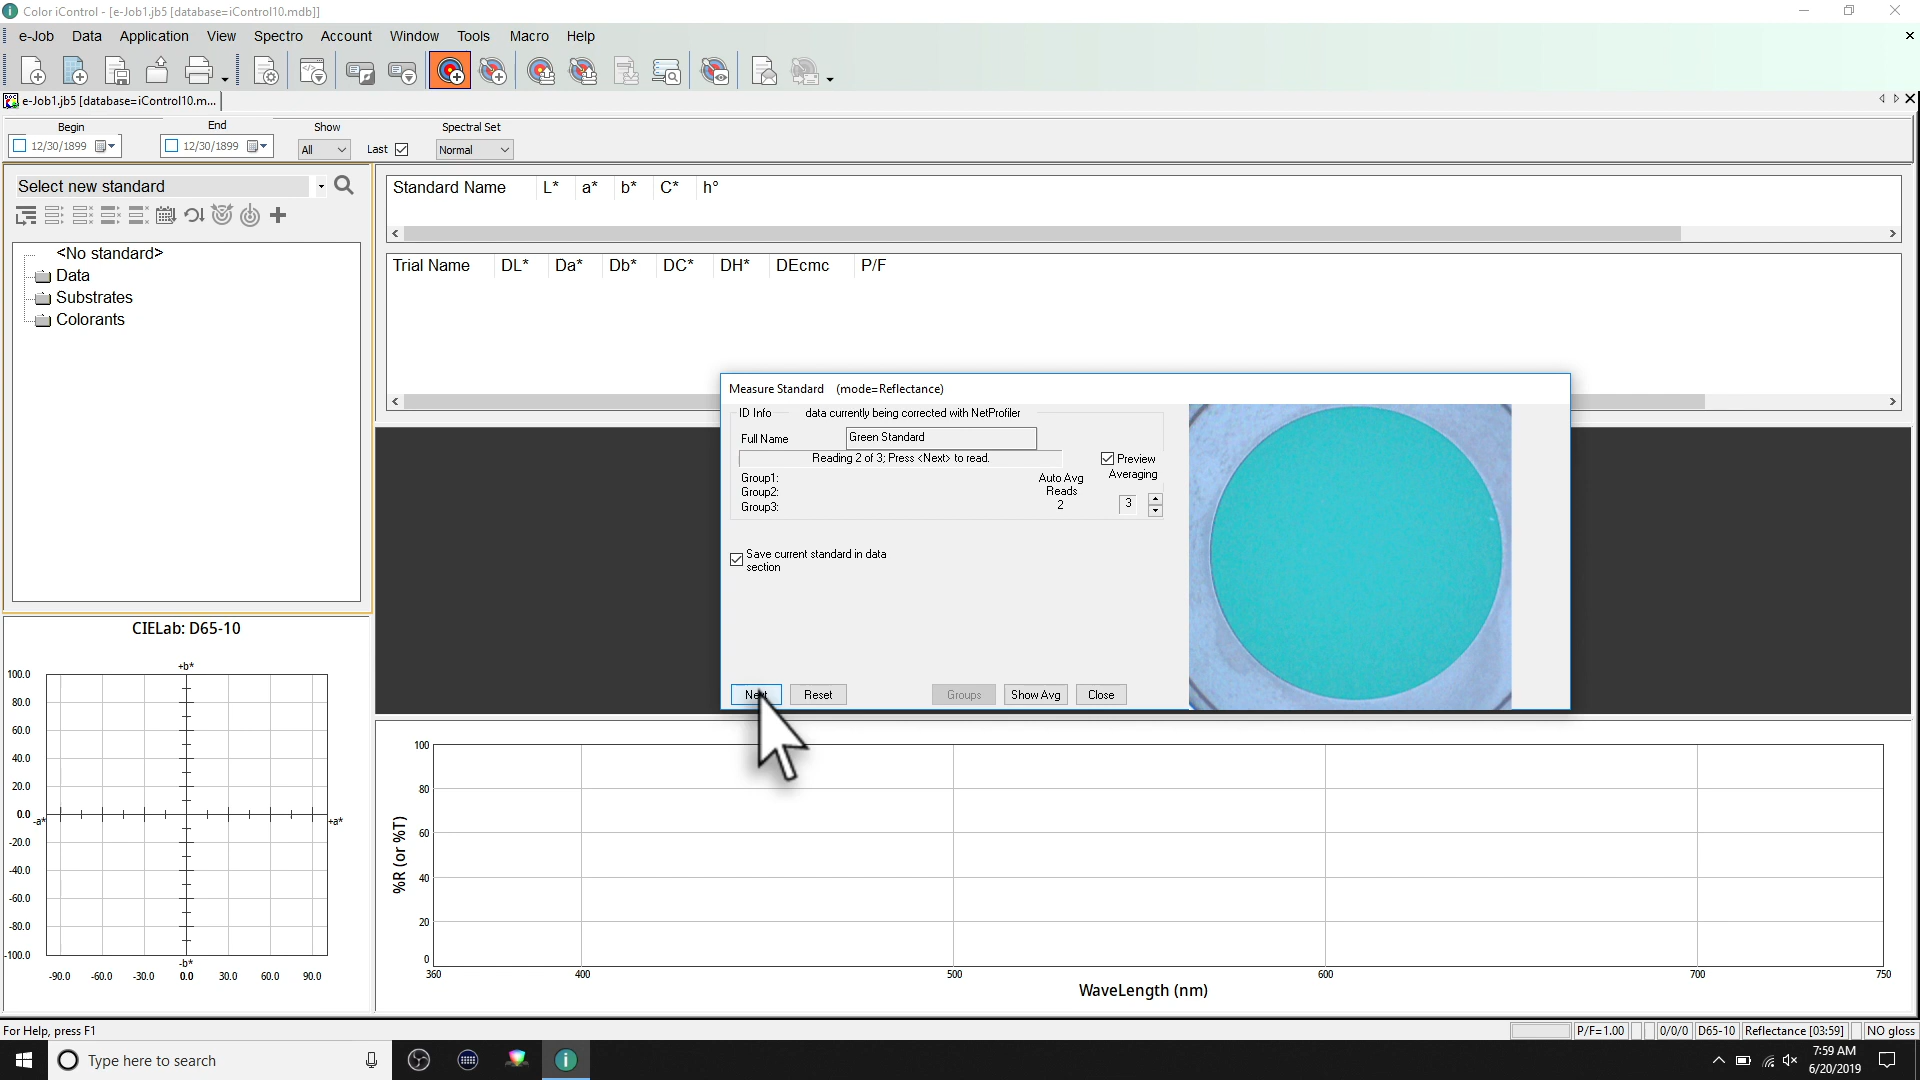 Color iControl - [e-Job1.jb5 [database=iControl10.mdb]]
e-Job Data Application View Spectro Account Window Tools Macro Help
e-Job1.jb5 [database=iControl10.m...
Begin End Show Spectral Set
12/30/1899 12/30/1899 All Last Normal
Select new standard
<No standard>
Data
Substrates
Colorants
Standard Name L* a* b* C* h°
Trial Name DL* Da* Db* DC* DH* DEcmc P/F
Measure Standard (mode=Reflectance)
ID Info data currently being corrected with NetProfiler
Full Name Green Standard
Reading 2 of 3; Press <Next> to read.
Preview
Averaging
Group1:
Group2:
Group3:
Auto Avg
Reads
2
3
Save current standard in data
section
Next Reset Groups Show Avg Close
CIELab: D65-10
+b*
100.0
80.0
60.0
40.0
20.0
0.0
-a* +a*
-20.0
-40.0
-60.0
-80.0
-100.0
-b*
-90.0 -60.0 -30.0 0.0 30.0 60.0 90.0
%R (or %T)
100
80
60
40
20
0
360 400 500 600 700 750
WaveLength (nm)
For Help, press F1
P/F=1.00 0/0/0 D65-10 Reflectance [03:59] NO gloss
Type here to search
7:59 AM
6/20/2019